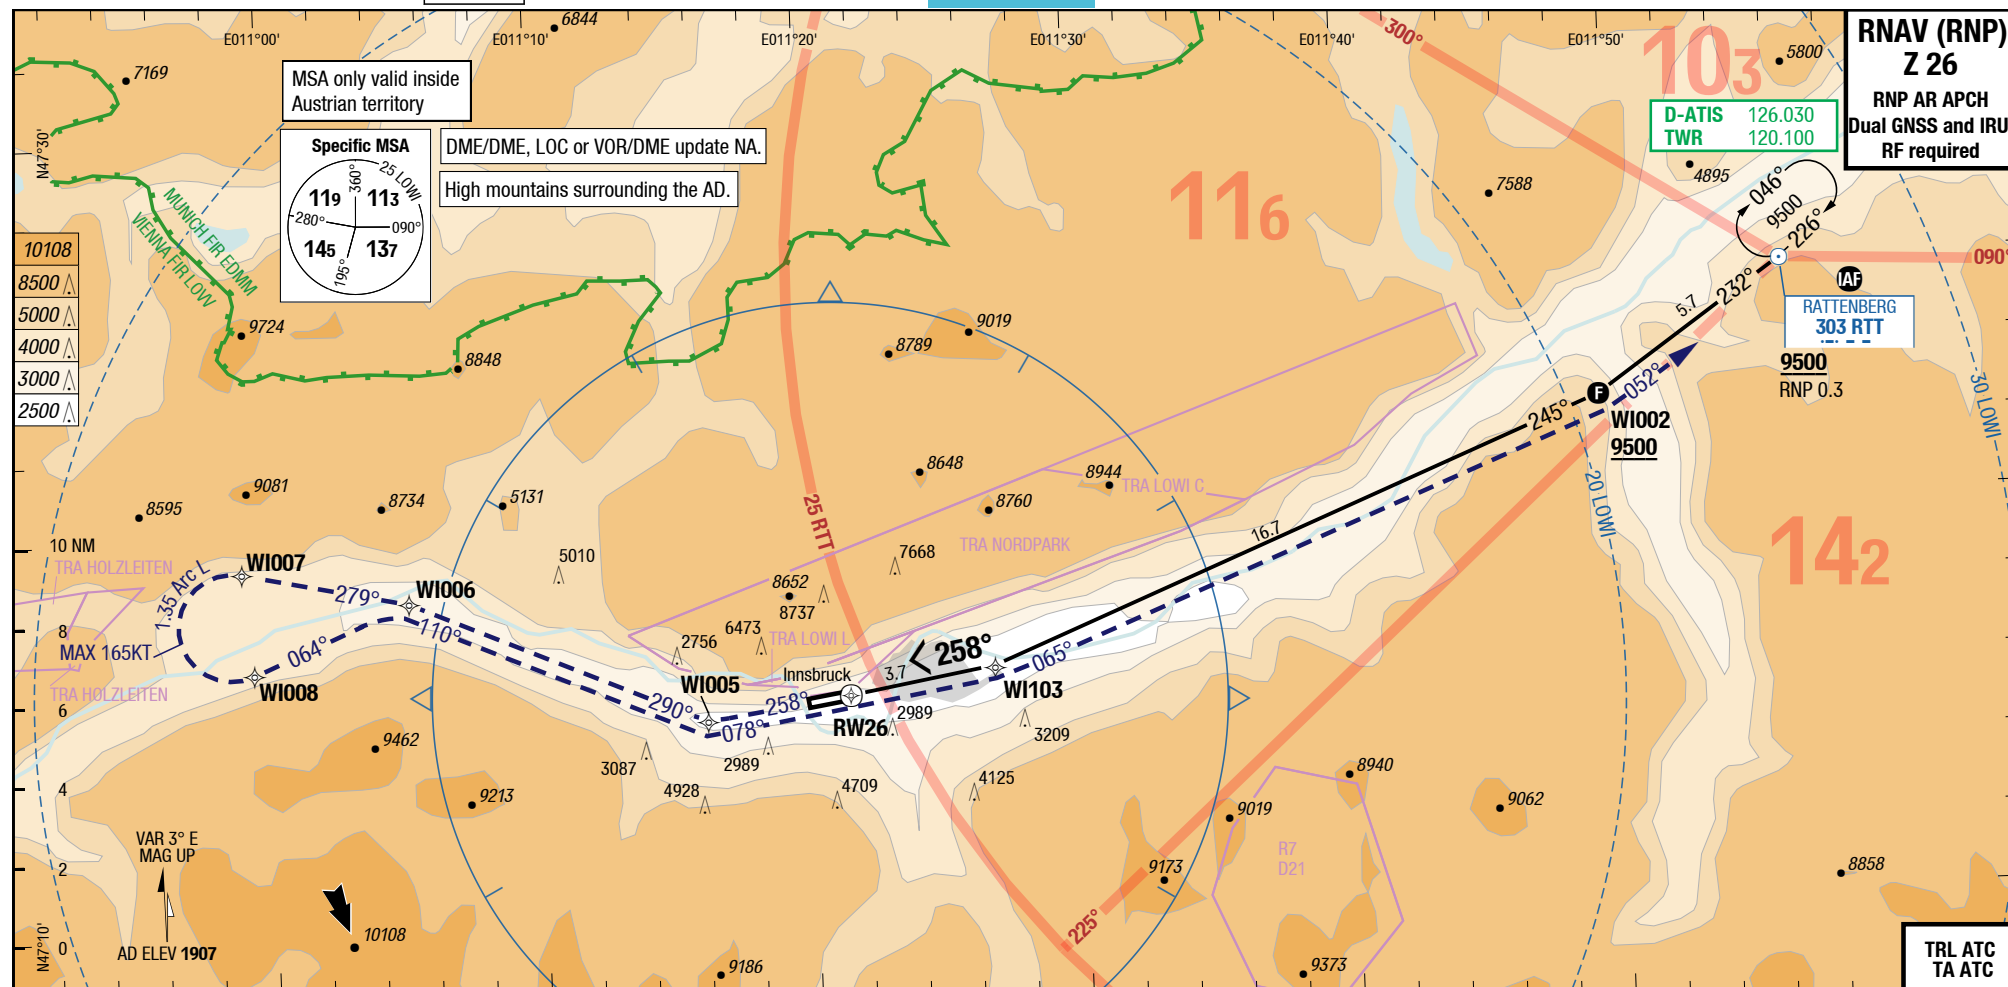 E011°00'
E011°10'
E011°20'
E011°30'
E011°40'
E011°50'
6844
7169
300°
103
5800
RNAV (RNP)
Z 26
RNP AR APCH
Dual GNSS and IRU
RF required
MSA only valid inside
Austrian territory
D-ATIS 126.030
TWR 120.100
N47°30'
Specific MSA
25 LOWI
360°
119
113
280°
090°
145
137
195°
DME/DME, LOC or VOR/DME update NA.
High mountains surrounding the AD.
MUNICH FIR EDMM
VIENNA FIR LOVV
116
7588
4895
046°
9500
226°
090°
10108
8500
5000
4000
3000
2500
9724
8848
8789
9019
IAF
RATTENBERG
303 RTT
9500
RNP 0.3
232°
5.7
052°
F
WI002
9500
245°
30 LOWI
20 LOWI
8595
9081
8734
5131
8648
8760
8944
TRA LOWI C
25 RTT
16.7
142
10 NM
TRA HOLZLEITEN
WI007
1.35 Arc L
279°
WI006
5010
7668
TRA NORDPARK
8652
8737
8
MAX 165KT
064°
110°
6473
2756
TRA LOWI L
TRA HOLZLEITEN
WI008
WI005
Innsbruck
3.7
258°
065°
WI103
6
290°
258°
078°
RW26
2989
3209
9462
3087
2989
4928
4709
4125
4
9213
8940
9019
9062
VAR 3° E
MAG UP
2
R7
D21
9173
8858
225°
10108
AD ELEV 1907
N47°10'
0
9186
9373
TRL ATC
TA ATC